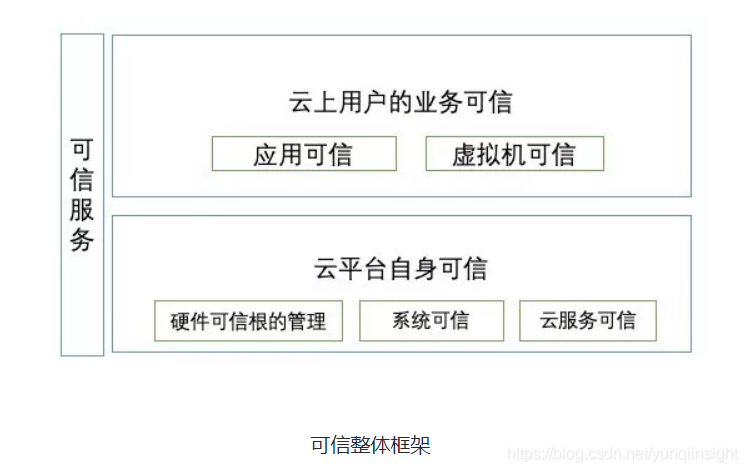 可
信
服
务
云上用户的业务可信
应用可信
虚拟机可信
云平台自身可信
硬件可信根的管理
系统可信
云服务可信
可信整体框架
https://blog.csdn.net/yunqiinsight